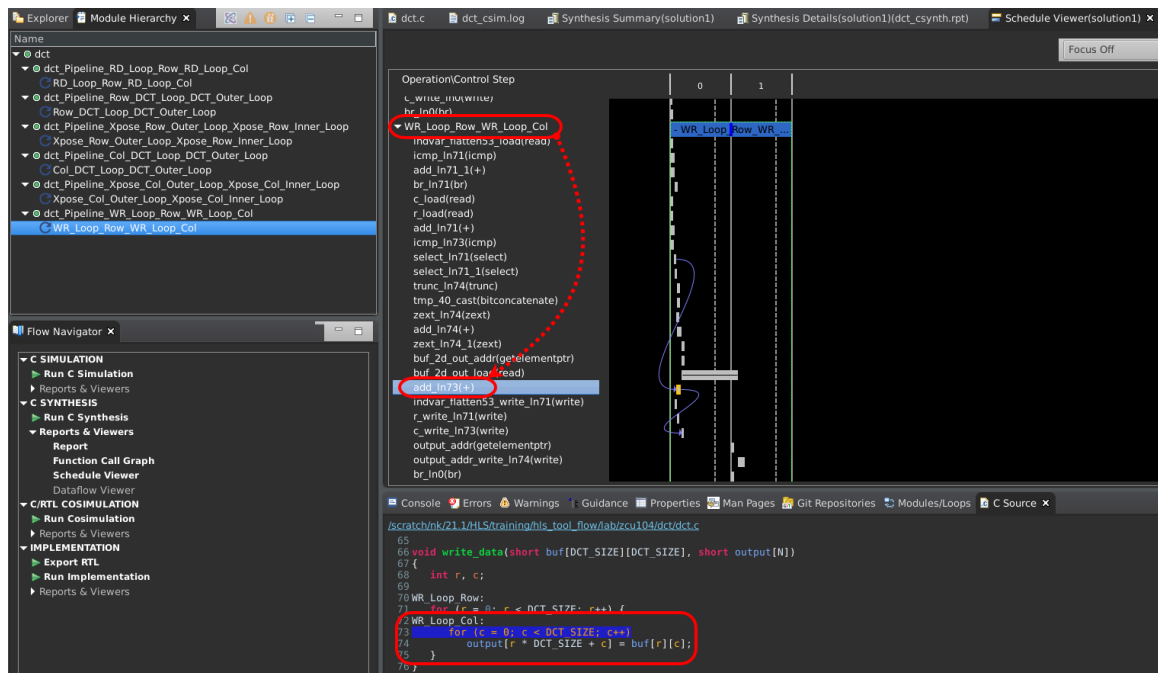 Explorer
Module Hierarchy
Name
dct
dct_Pipeline_RD_Loop_Row_RD_Loop_Col
RD_Loop_Row_RD_Loop_Col
dct_Pipeline_Row_DCT_Loop_DCT_Outer_Loop
Row_DCT_Loop_DCT_Outer_Loop
dct_Pipeline_Xpose_Row_Outer_Loop_Xpose_Row_Inner_Loop
Xpose_Row_Outer_Loop_Xpose_Row_Inner_Loop
dct_Pipeline_Col_DCT_Loop_DCT_Outer_Loop
Col_DCT_Loop_DCT_Outer_Loop
dct_Pipeline_Xpose_Col_Outer_Loop_Xpose_Col_Inner_Loop
Xpose_Col_Outer_Loop_Xpose_Col_Inner_Loop
dct_Pipeline_WR_Loop_Row_WR_Loop_Col
WR_Loop_Row_WR_Loop_Col
Flow Navigator
C SIMULATION
Run C Simulation
Reports & Viewers
C SYNTHESIS
Run C Synthesis
Reports & Viewers
Report
Function Call Graph
Schedule Viewer
Dataflow Viewer
C/RTL COSIMULATION
Run Cosimulation
Reports & Viewers
IMPLEMENTATION
Export RTL
Run Implementation
Reports & Viewers
dct.c dct_csim.log Synthesis Summary(solution1) Synthesis Details(solution1)(dct_csynth.rpt) Schedule Viewer(solution1)
Focus Off
Operation\Control Step 0 1
c_write_ln0(write)
br_ln0(br)
WR_Loop_Row_WR_Loop_Col - WR_Loop_Row_WR_...
indvar_flatten53_load(read)
icmp_ln71(icmp)
add_ln71_1(+)
br_ln71(br)
c_load(read)
r_load(read)
add_ln71(+)
icmp_ln73(icmp)
select_ln71(select)
select_ln71_1(select)
trunc_ln74(trunc)
tmp_40_cast(bitconcatenate)
zext_ln74(zext)
add_ln74(+)
zext_ln74_1(zext)
buf_2d_out_addr(getelementptr)
buf_2d_out_load(read)
add_ln73(+)
indvar_flatten53_write_ln71(write)
r_write_ln71(write)
c_write_ln73(write)
output_addr(getelementptr)
output_addr_write_ln74(write)
br_ln0(br)
Console Errors Warnings Guidance Properties Man Pages Git Repositories Modules/Loops C Source
/scratch/nk/21.1/HLS/training/hls_tool_flow/lab/zcu104/dct/dct.c
65
66 void write_data(short buf[DCT_SIZE][DCT_SIZE], short output[N])
67 {
68 int r, c;
69
70 WR_Loop_Row:
71 for (r = 0; r < DCT_SIZE; r++) {
72 WR_Loop_Col:
73 for (c = 0; c < DCT_SIZE; c++)
74 output[r * DCT_SIZE + c] = buf[r][c];
75 }
76 }